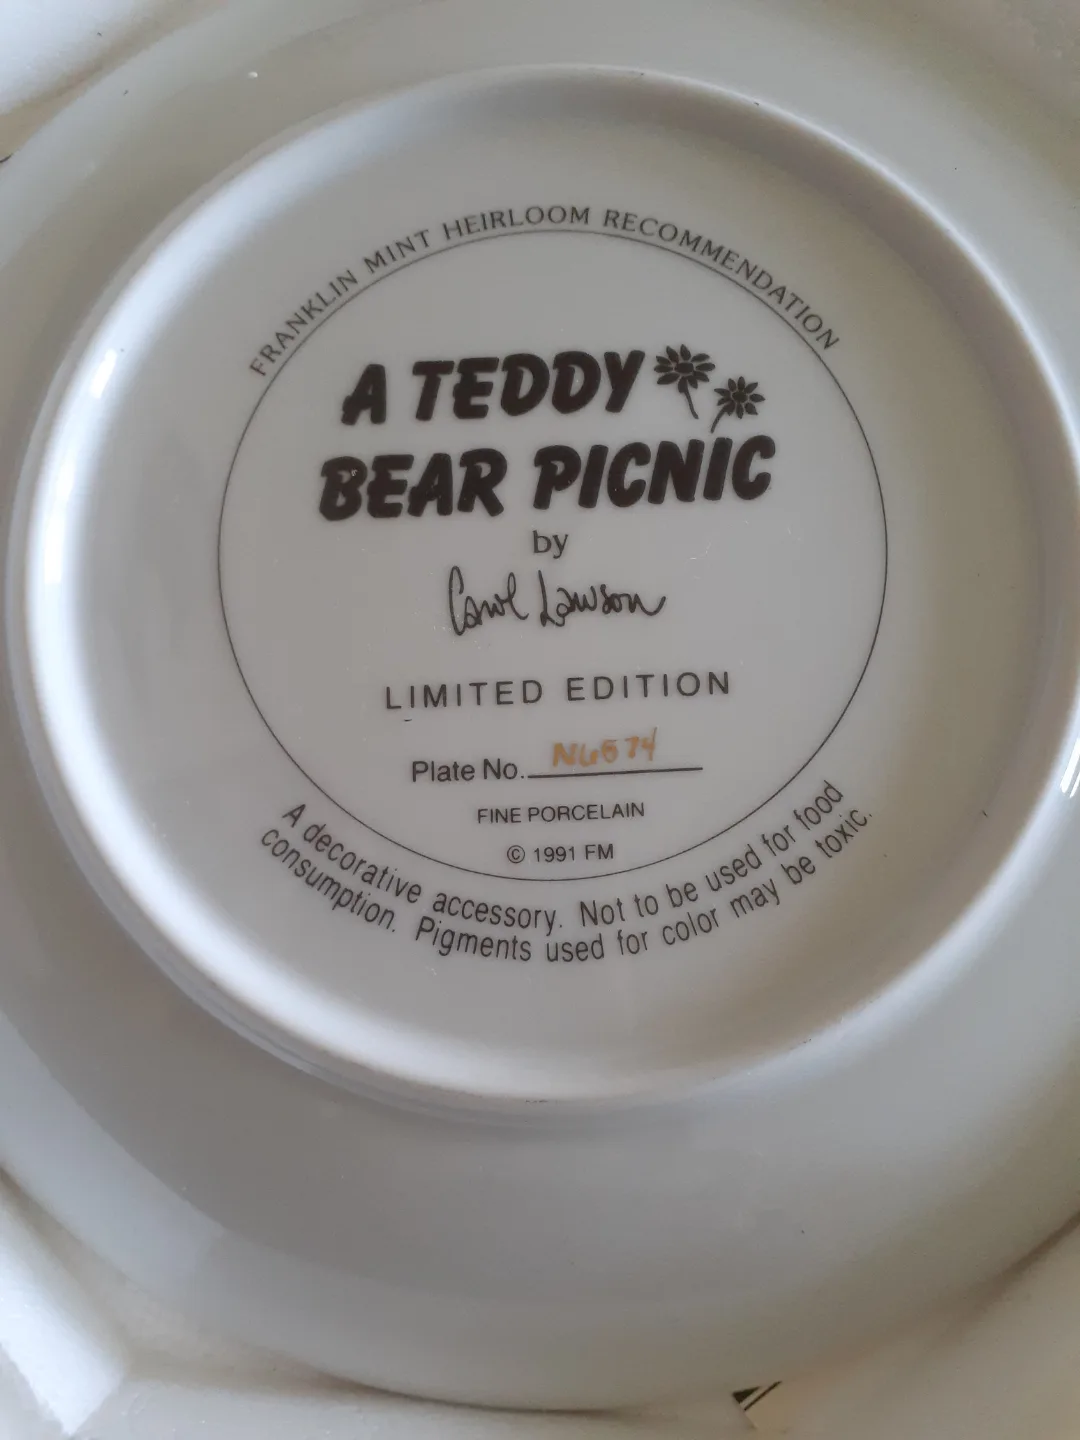 FRANKLIN MINT HEIRLOOM RECOMMENDATION
A TEDDY
BEAR PICNIC
by
Carol Lawson
LIMITED EDITION
Plate No. N6574
FINE PORCELAIN
© 1991 FM
A decorative accessory. Not to be used for food
consumption. Pigments used for color may be toxic.